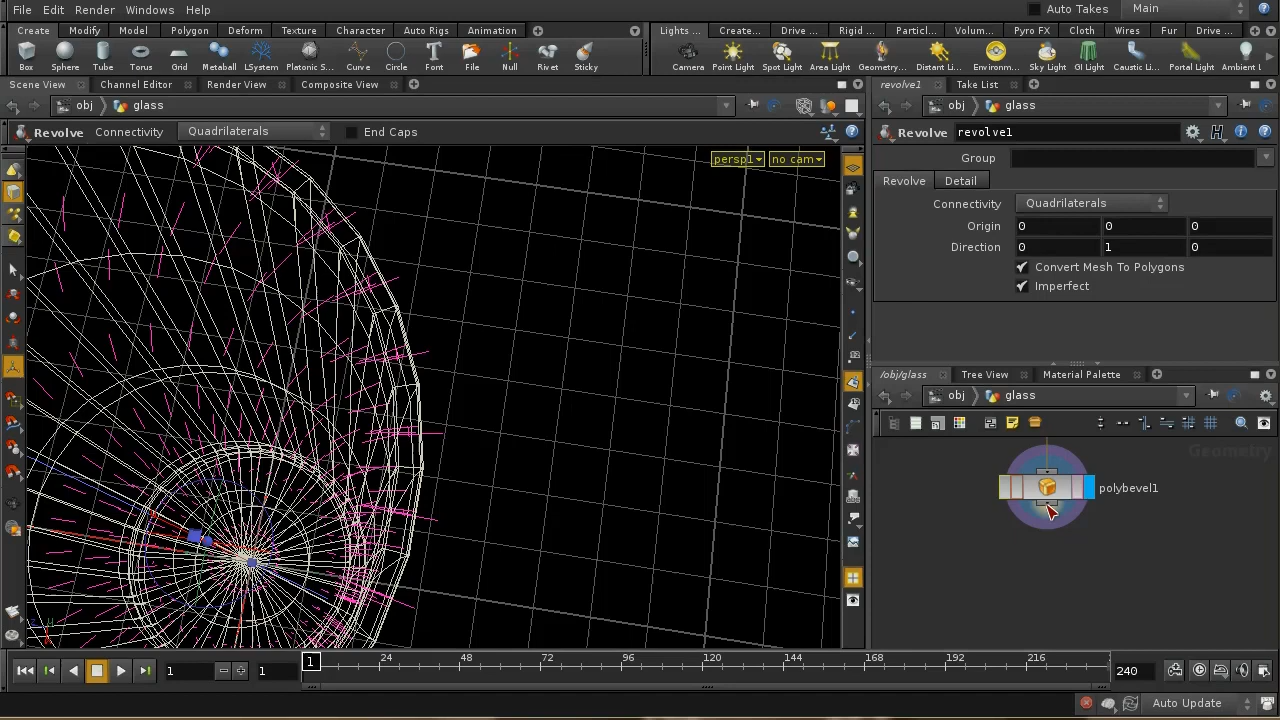 File Edit Render Windows Help Auto Takes Main
Create Modify Model Polygon Deform Texture Character Auto Rigs Animation Lights ... Create... Drive ... Rigid ... Particl... Volum... Pyro FX Cloth Wires Fur Drive ...
Box Sphere Tube Torus Grid Metaball LSystem Platonic S... Curve Circle Font File Null Rivet Sticky Camera Point Light Spot Light Area Light Geometry... Distant Li... Environm... Sky Light GI Light Caustic Li... Portal Light Ambient L
Scene View Channel Editor Render View Composite View revolve1 Take List
obj glass obj glass
Revolve Connectivity Quadrilaterals End Caps Revolve revolve1
persp1 no cam Group
Revolve Detail
Connectivity Quadrilaterals
Origin 0 0 0
Direction 0 1 0
Convert Mesh To Polygons
Imperfect
/obj/glass Tree View Material Palette
obj glass
Geometry
polybevel1
1 1 1 24 48 72 96 120 144 168 192 216 240
Auto Update